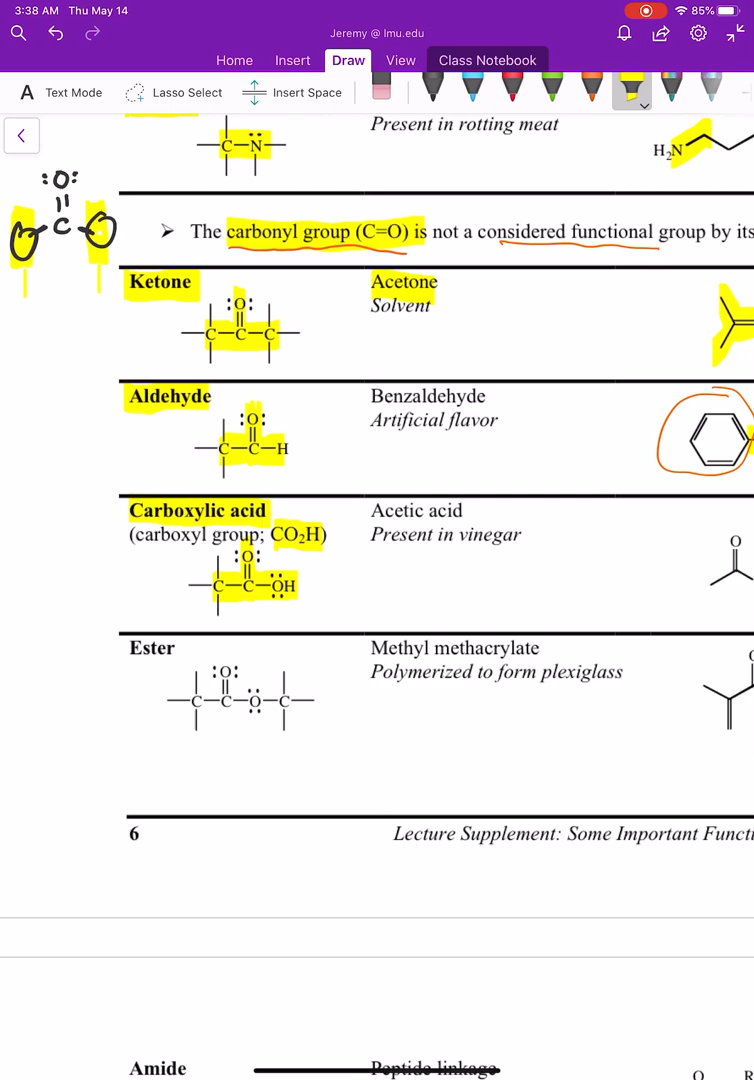 3:38 AM Thu May 14
85%
Jeremy @ lmu.edu
Home Insert Draw View Class Notebook
A Text Mode Lasso Select Insert Space
Present in rotting meat
C N
H₂N
:O:
C
➤ The carbonyl group (C=O) is not a considered functional group by its
Ketone Acetone
Solvent
:O:
C C C
Aldehyde Benzaldehyde
Artificial flavor
:O:
C C H
Carboxylic acid Acetic acid
(carboxyl group; CO₂H) Present in vinegar
:O:
C C OH
O
Ester Methyl methacrylate
Polymerized to form plexiglass
:O:
C C O C
6 Lecture Supplement: Some Important Functi
Amide Peptide linkage
O R